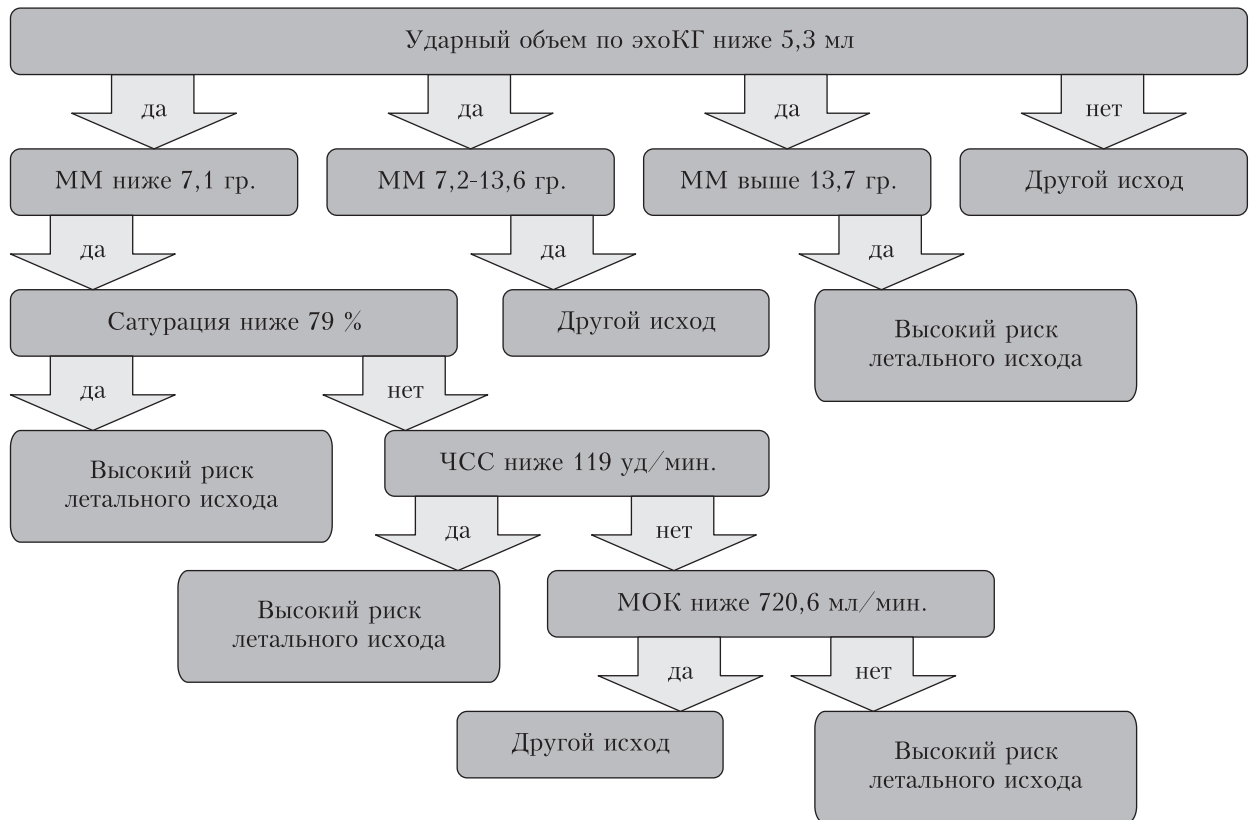 Ударный объем по эхоКГ ниже 5,3 мл
да
да
да
нет
ММ ниже 7,1 гр.
ММ 7,2-13,6 гр.
ММ выше 13,7 гр.
Другой исход
да
да
да
Сатурация ниже 79 %
Другой исход
Высокий риск
летального исхода
да
нет
Высокий риск
летального исхода
ЧСС ниже 119 уд/мин.
да
нет
Высокий риск
летального исхода
МОК ниже 720,6 мл/мин.
да
нет
Другой исход
Высокий риск
летального исхода